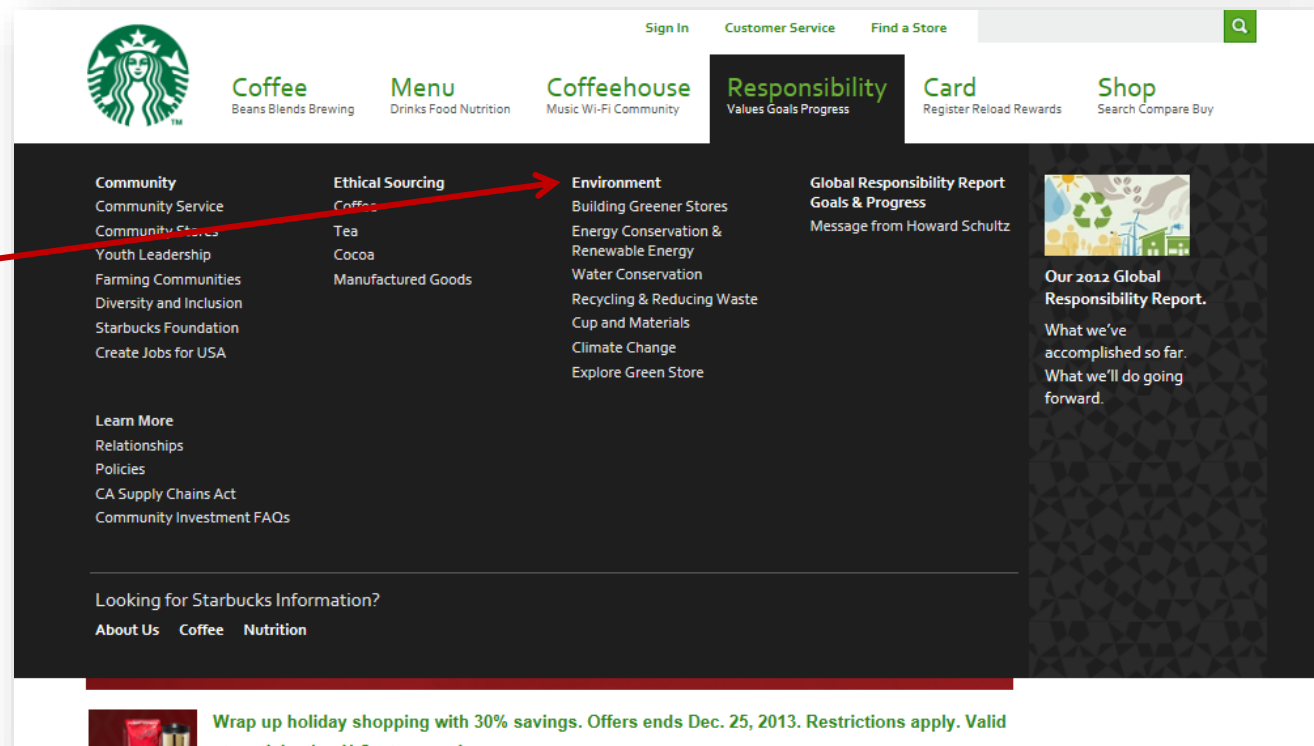 Sign In Customer Service Find a Store
Coffee
Beans Blends Brewing
Menu
Drinks Food Nutrition
Coffeehouse
Music Wi-Fi Community
Responsibility
Values Goals Progress
Card
Register Reload Rewards
Shop
Search Compare Buy
TM
Community
Community Service
Community Stores
Youth Leadership
Farming Communities
Diversity and Inclusion
Starbucks Foundation
Create Jobs for USA
Ethical Sourcing
Coffee
Tea
Cocoa
Manufactured Goods
Environment
Building Greener Stores
Energy Conservation &
Renewable Energy
Water Conservation
Recycling & Reducing Waste
Cup and Materials
Climate Change
Explore Green Store
Global Responsibility Report
Goals & Progress
Message from Howard Schultz
Our 2012 Global
Responsibility Report.
What we've
accomplished so far.
What we'll do going
forward.
Learn More
Relationships
Policies
CA Supply Chains Act
Community Investment FAQs
Looking for Starbucks Information?
About Us Coffee Nutrition
Wrap up holiday shopping with 30% savings. Offers ends Dec. 25, 2013. Restrictions apply. Valid